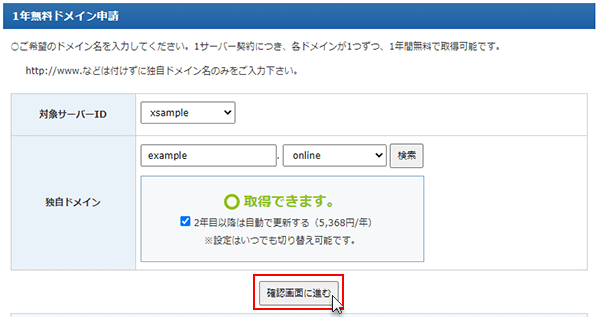 1年無料ドメイン申請
○ご希望のドメイン名を入力してください。1サーバー契約につき、各ドメインが1つずつ、1年間無料で取得可能です。
http://www.などは付けずに独自ドメイン名のみをご入力下さい。
対象サーバーID
xsample
独自ドメイン
example . online 検索
取得できます。
2年目以降は自動で更新する（5,368円/年）
※設定はいつでも切り替え可能です。
確認画面に進む